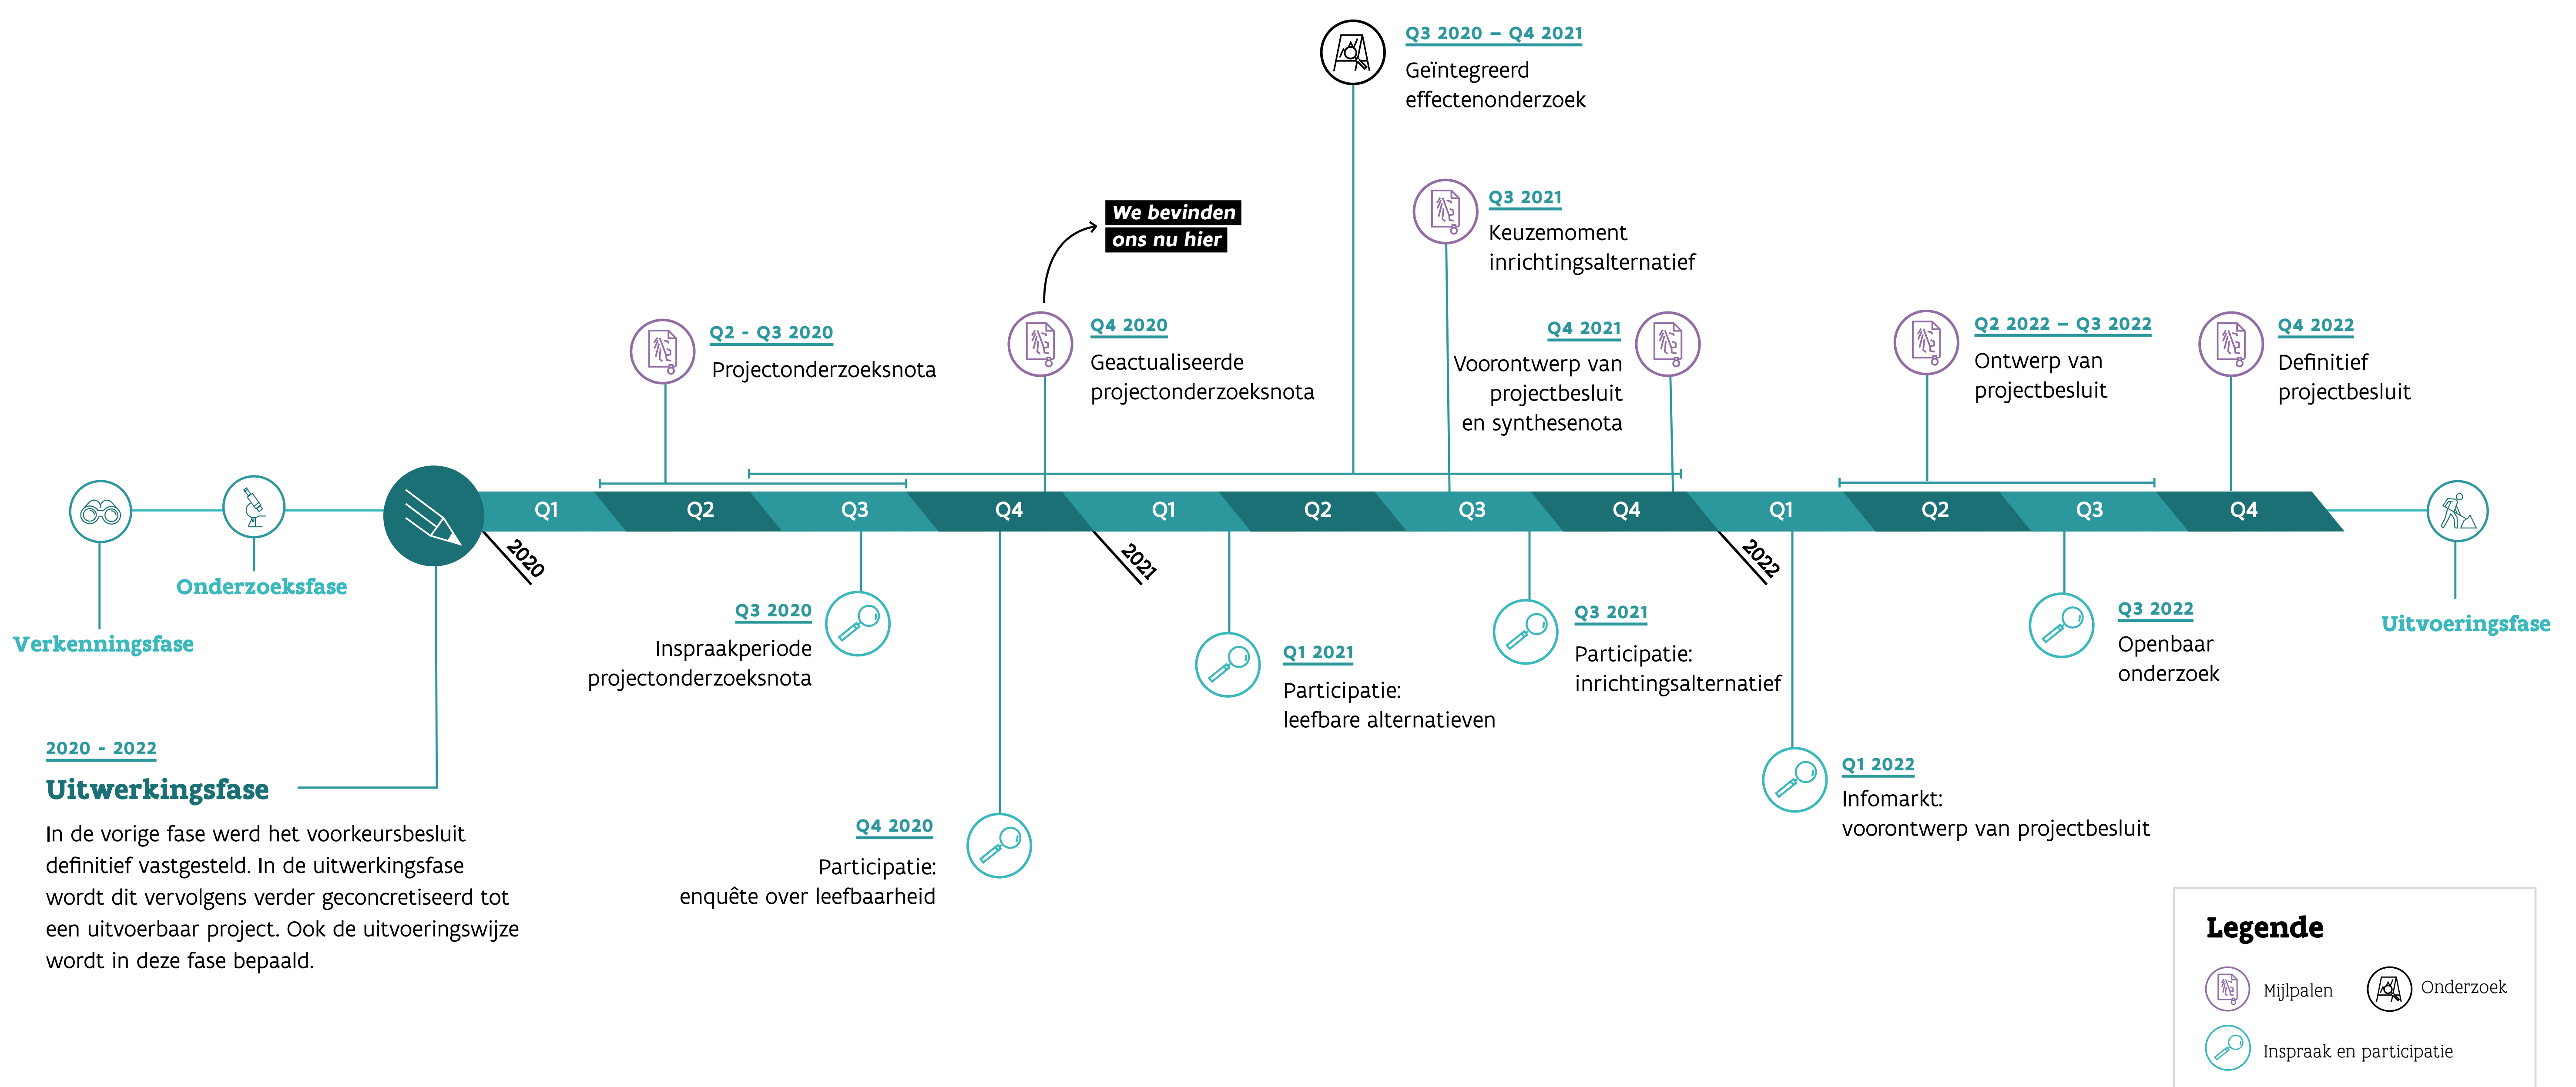 Q3 2020 – Q4 2021
Geïntegreerd
effectenonderzoek
Q3 2021
Keuzemoment
inrichtingsalternatief
We bevinden
ons nu hier
Q2 - Q3 2020
Projectonderzoeksnota
Q4 2020
Geactualiseerde
projectonderzoeksnota
Q4 2021
Voorontwerp van
projectbesluit
en synthesenota
Q2 2022 – Q3 2022
Ontwerp van
projectbesluit
Q4 2022
Definitief
projectbesluit
Q1 Q2 Q3 Q4 Q1 Q2 Q3 Q4 Q1 Q2 Q3 Q4
2020 2021 2022
Verkenningsfase
Onderzoeksfase
Uitvoeringsfase
Q3 2020
Inspraakperiode
projectonderzoeksnota
Q1 2021
Participatie:
leefbare alternatieven
Q3 2021
Participatie:
inrichtingsalternatief
Q3 2022
Openbaar
onderzoek
Q4 2020
Participatie:
enquête over leefbaarheid
Q1 2022
Infomarkt:
voorontwerp van projectbesluit
2020 - 2022
Uitwerkingsfase
In de vorige fase werd het voorkeursbesluit
definitief vastgesteld. In de uitwerkingsfase
wordt dit vervolgens verder geconcretiseerd tot
een uitvoerbaar project. Ook de uitvoeringswijze
wordt in deze fase bepaald.
Legende
Mijlpalen
Onderzoek
Inspraak en participatie